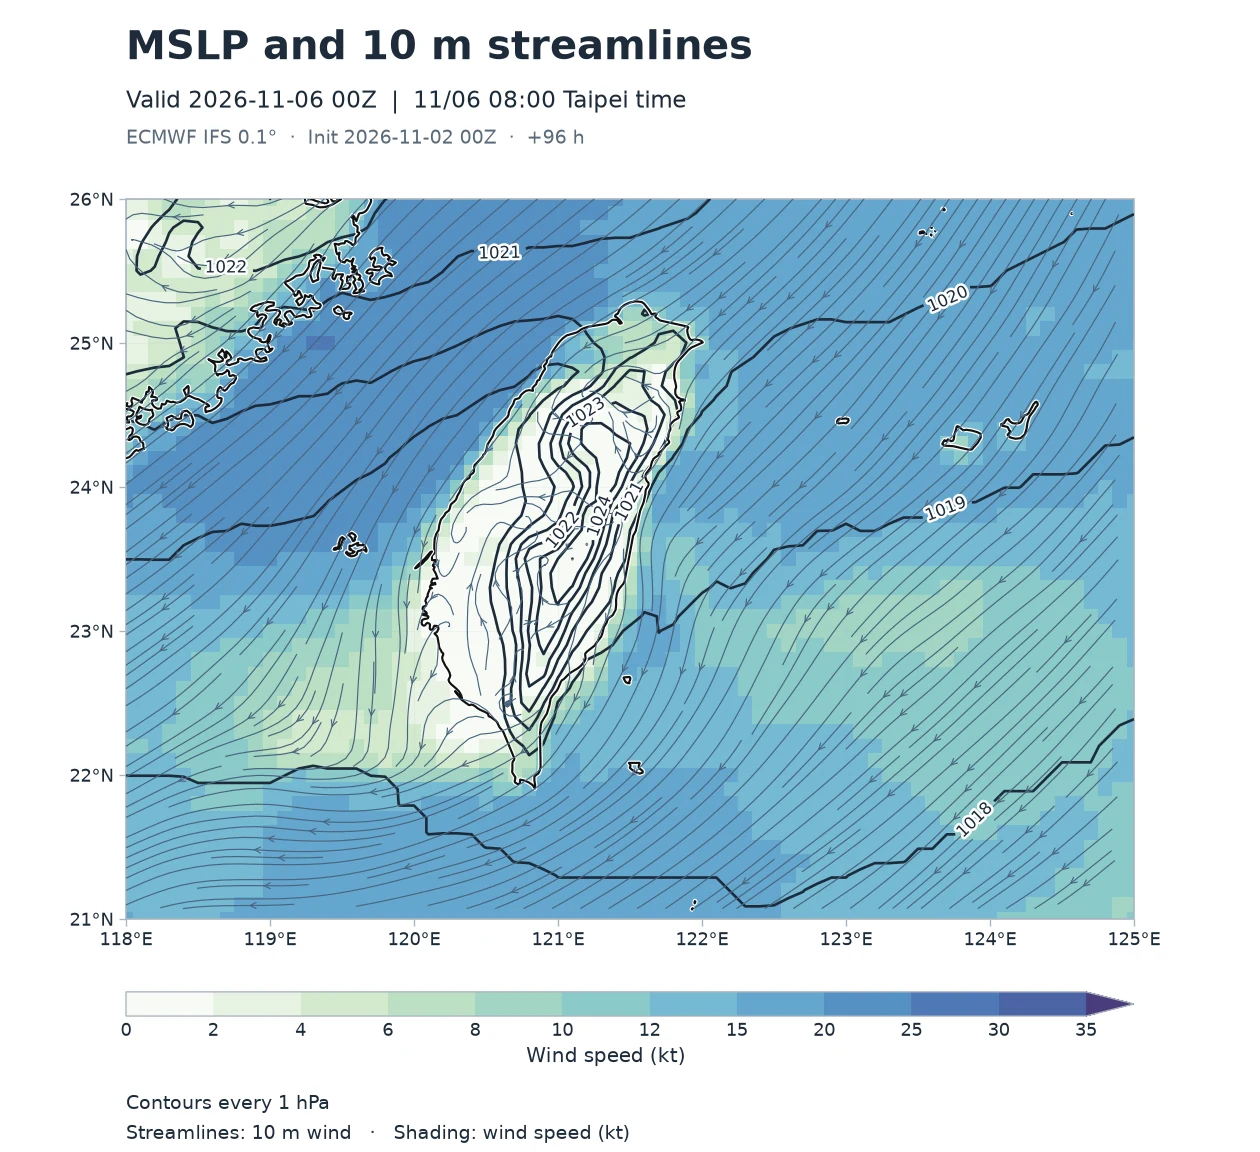 MSLP and 10 m streamlines
Valid 2026-11-06 00Z | 11/06 08:00 Taipei time
ECMWF IFS 0.1° · Init 2026-11-02 00Z · +96 h
26°N
1022
1021
1020
25°N
1023
24°N
1022
1024
1021
1019
23°N
22°N
1018
21°N
118°E 119°E 120°E 121°E 122°E 123°E 124°E 125°E
0 2 4 6 8 10 12 15 20 25 30 35
Wind speed (kt)
Contours every 1 hPa
Streamlines: 10 m wind · Shading: wind speed (kt)